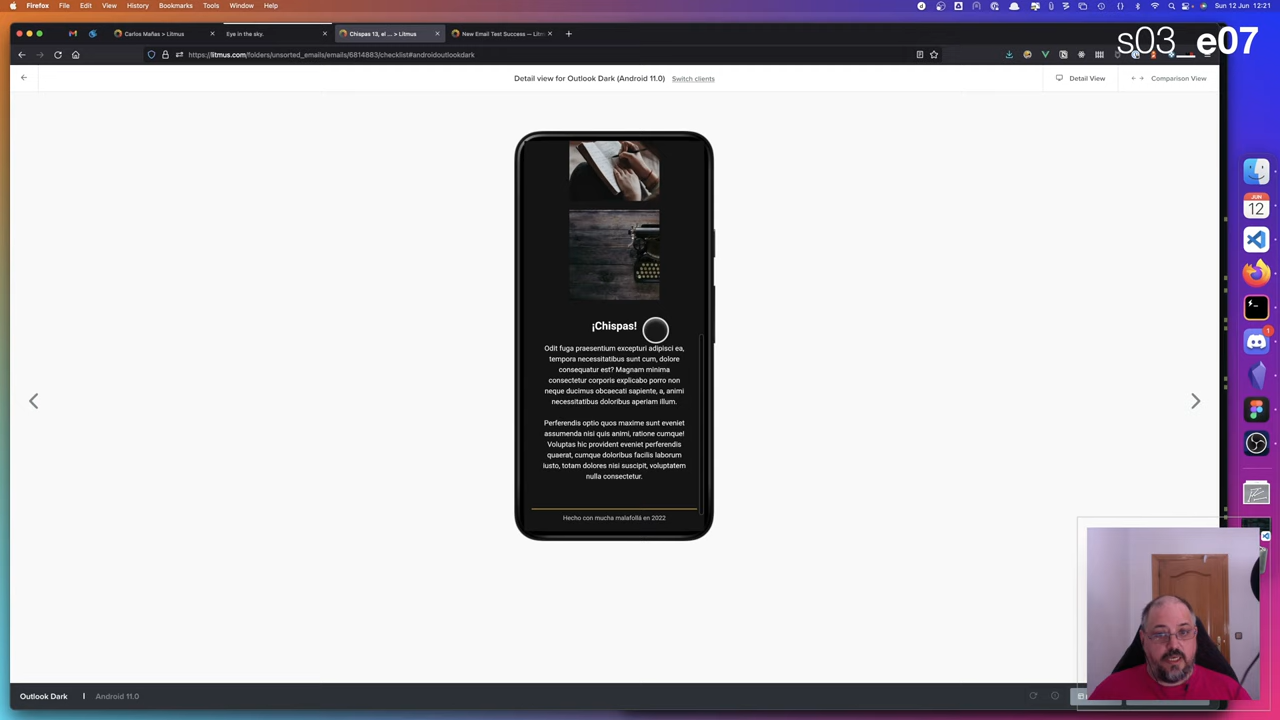 Firefox File Edit View History Bookmarks Tools Window Help
Sun 12 Jun 12:21
s03 e07
Carlos Mañas > Litmus
Eye in the sky.
Chispas 13, el ... > Litmus
New Email Test Success — Litm
https://litmus.com/folders/unsorted_emails/emails/6814883/checklist#androidoutlookdark
Detail view for Outlook Dark (Android 11.0) Switch clients
Detail View
Comparison View
JUN
12
1
¡Chispas!
Odit fuga praesentium excepturi adipisci ea,
tempora necessitatibus sunt cum, dolore
consequatur est? Magnam minima
consectetur corporis explicabo porro non
neque ducimus obcaecati sapiente, a, animi
necessitatibus doloribus aperiam illum.
Perferendis optio quos maxime sunt eveniet
assumenda nisi quis animi, ratione cumque!
Voluptas hic provident eveniet perferendis
quaerat, cumque doloribus facilis laborum
iusto, totam dolores nisi suscipit, voluptatem
nulla consectetur.
Hecho con mucha malafollá en 2022
Outlook Dark | Android 11.0